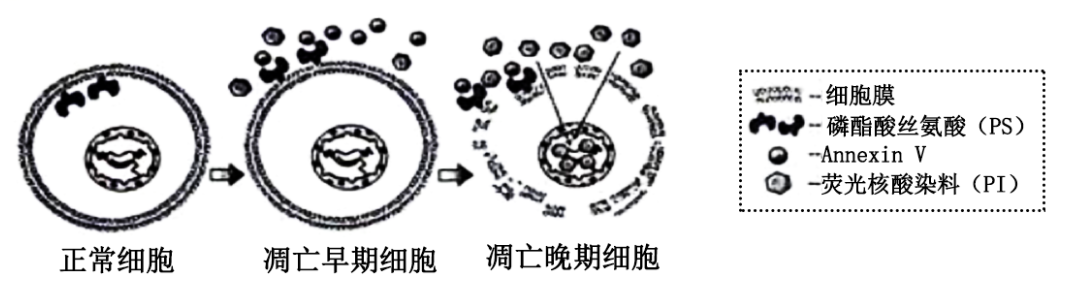 正常细胞
凋亡早期细胞
凋亡晚期细胞
细胞膜
磷酯酸丝氨酸（PS）
Annexin V
荧光核酸染料（PI）